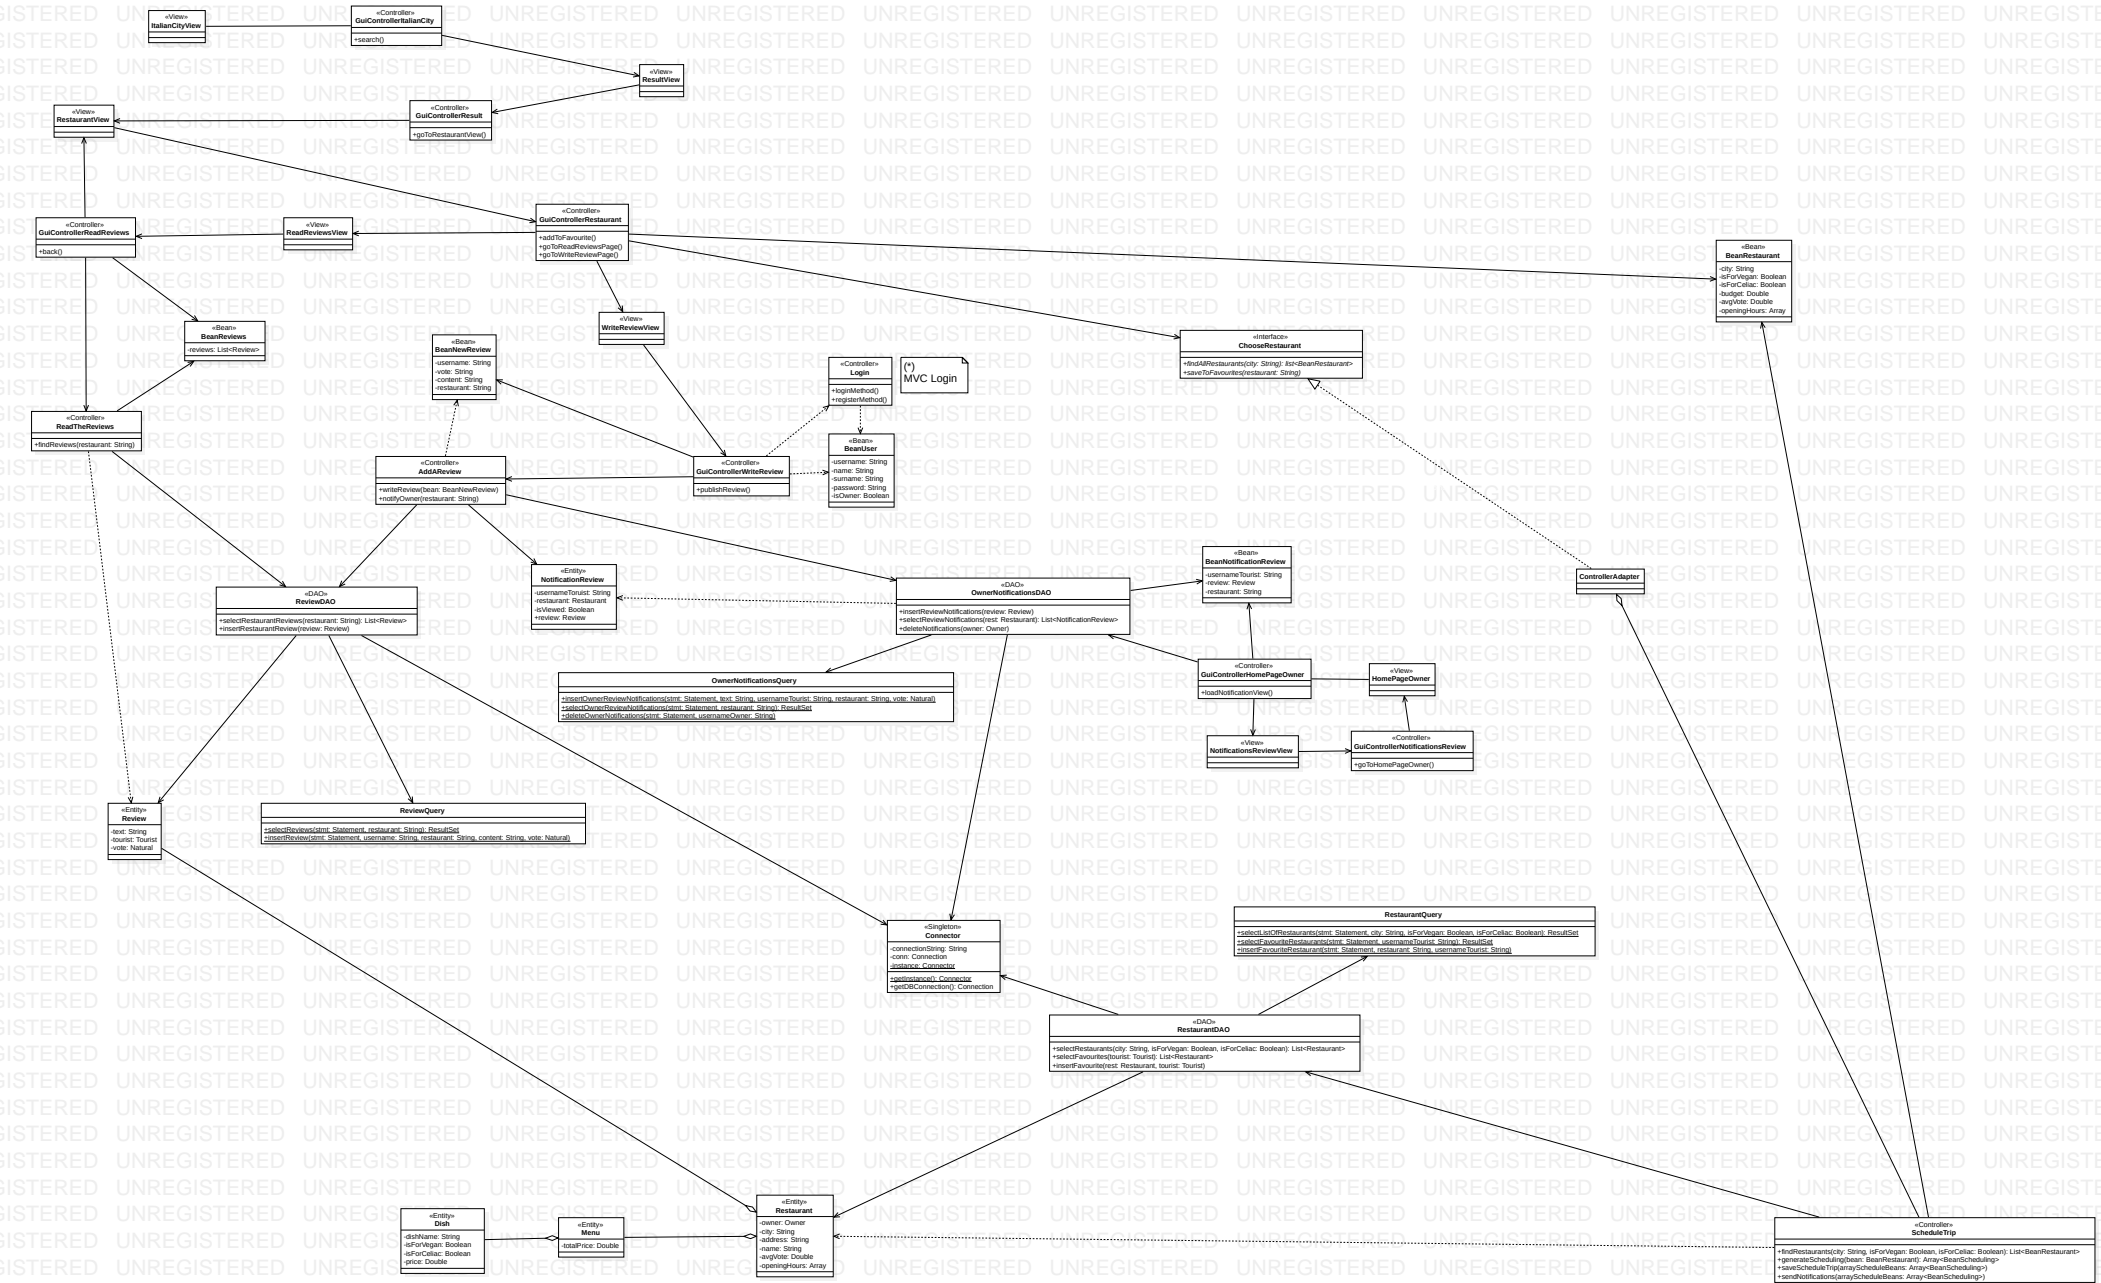 «View»
ItalianCityView
«Controller»
GuiControllerItalianCity
+search()
«View»
ResultView
«Controller»
GuiControllerResult
+goToRestaurantView()
«View»
RestaurantView
«Controller»
GuiControllerReadReviews
+back()
«View»
ReadReviewsView
«Controller»
GuiControllerRestaurant
+addToFavourite()
+goToReadReviewsPage()
+goToWriteReviewPage()
«Bean»
BeanRestaurant
-city: String
-isForVegan: Boolean
-isForCeliac: Boolean
-budget: Double
-avgVote: Double
-openingHours: Array
«Bean»
BeanReviews
-reviews: List<Review>
«View»
WriteReviewView
«Bean»
BeanNewReview
-username: String
-vote: String
-content: String
-restaurant: String
«Controller»
Login
+loginMethod()
+registerMethod()
(*)
MVC Login
«Interface»
ChooseRestaurant
+findAllRestaurants(city: String): list<BeanRestaurant>
+saveToFavourites(restaurant: String)
«Controller»
ReadTheReviews
+findReviews(restaurant: String)
«Controller»
AddAReview
+writeReview(bean: BeanNewReview)
+notifyOwner(restaurant: String)
«Controller»
GuiControllerWriteReview
+publishReview()
«Bean»
BeanUser
-username: String
-name: String
-surname: String
-password: String
-isOwner: Boolean
«DAO»
ReviewDAO
+selectRestaurantReviews(restaurant: String): List<Review>
+insertRestaurantReview(review: Review)
«Entity»
NotificationReview
-usernameToruist: String
-restaurant: Restaurant
-isViewed: Boolean
+review: Review
«DAO»
OwnerNotificationsDAO
+insertReviewNotifications(review: Review)
+selectReviewNotifications(rest: Restaurant): List<NotificationReview>
+deleteNotifications(owner: Owner)
«Bean»
BeanNotificationReview
-usernameTourist: String
-review: Review
-restaurant: String
ControllerAdapter
OwnerNotificationsQuery
+insertOwnerReviewNotifications(stmt: Statement, text: String, usernameTourist: String, restaurant: String, vote: Natural)
+selectOwnerReviewNotifications(stmt: Statement, restaurant: String): ResultSet
+deleteOwnerNotifications(stmt: Statement, usernameOwner: String)
«Controller»
GuiControllerHomePageOwner
+loadNotificationView()
«View»
HomePageOwner
«View»
NotificationsReviewView
«Controller»
GuiControllerNotificationsReview
+goToHomePageOwner()
«Entity»
Review
-text: String
-tourist: Tourist
-vote: Natural
ReviewQuery
+selectReviews(stmt: Statement, restaurant: String): ResultSet
+insertReview(stmt: Statement, username: String, restaurant: String, content: String, vote: Natural)
«Singleton»
Connector
-connectionString: String
-conn: Connection
-instance: Connector
+getInstance(): Connector
+getDBConnection(): Connection
RestaurantQuery
+selectListOfRestaurants(stmt: Statement, city: String, isForVegan: Boolean, isForCeliac: Boolean): ResultSet
+selectFavouriteRestaurants(stmt: Statement, usernameTourist: String): ResultSet
+insertFavouriteRestaurant(stmt: Statement, restaurant: String, usernameTourist: String)
«DAO»
RestaurantDAO
+selectRestaurants(city: String, isForVegan: Boolean, isForCeliac: Boolean): List<Restaurant>
+selectFavourites(tourist: Tourist): List<Restaurant>
+insertFavourite(rest: Restaurant, tourist: Tourist)
«Entity»
Dish
-dishName: String
-isForVegan: Boolean
-isForCeliac: Boolean
-price: Double
«Entity»
Menu
-totalPrice: Double
«Entity»
Restaurant
-owner: Owner
-city: String
-address: String
-name: String
-avgVote: Double
-openingHours: Array
«Controller»
ScheduleTrip
+findRestaurants(city: String, isForVegan: Boolean, isForCeliac: Boolean): List<BeanRestaurant>
+generateScheduling(bean: BeanRestaurant): Array<BeanScheduling>
+saveScheduleTrip(arrayScheduleBeans: Array<BeanScheduling>)
+sendNotifications(arrayScheduleBeans: Array<BeanScheduling>)